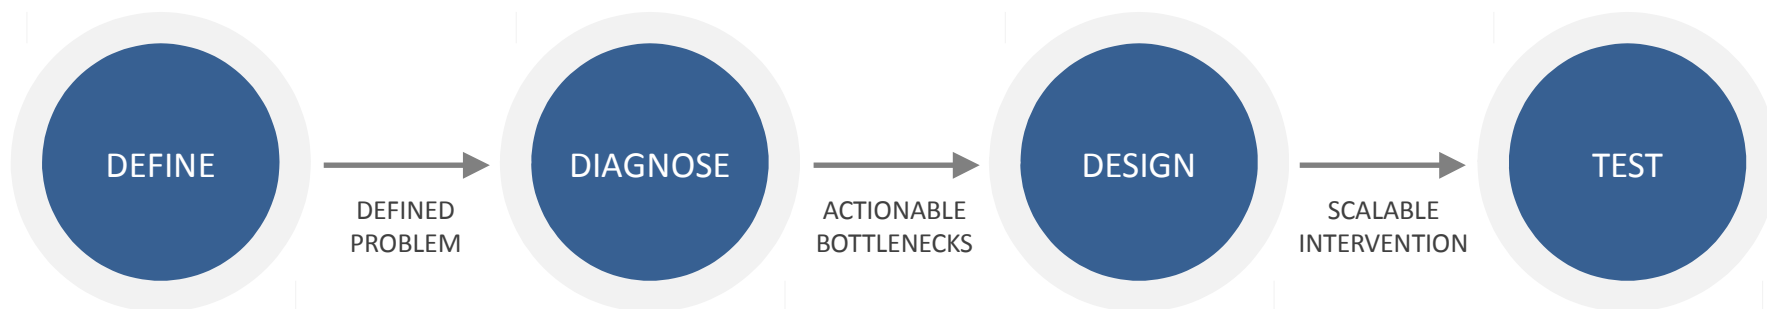 DEFINE
DEFINED
PROBLEM
DIAGNOSE
ACTIONABLE
BOTTLENECKS
DESIGN
SCALABLE
INTERVENTION
TEST